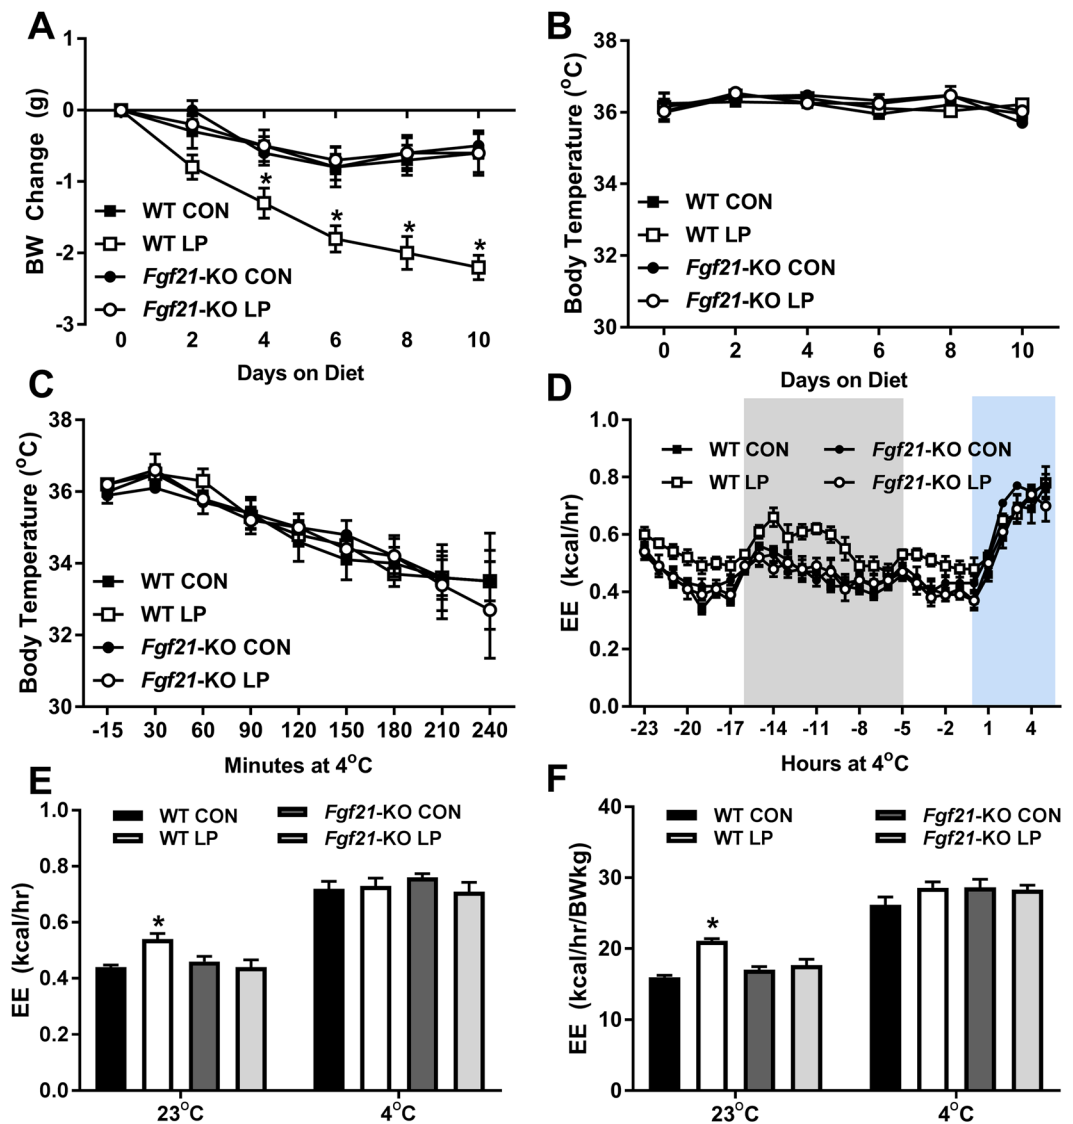 A
BW Change (g)
1
0
-1
-2
-3
*
*
*
*
WT CON
WT LP
Fgf21-KO CON
Fgf21-KO LP
0 2 4 6 8 10
Days on Diet
B
Body Temperature (°C)
38
36
34
32
30
WT CON
WT LP
Fgf21-KO CON
Fgf21-KO LP
0 2 4 6 8 10
Days on Diet
C
Body Temperature (°C)
38
36
34
32
30
WT CON
WT LP
Fgf21-KO CON
Fgf21-KO LP
-15 30 60 90 120 150 180 210 240
Minutes at 4°C
D
EE (kcal/hr)
1.0
0.8
0.6
0.4
0.2
0.0
WT CON
WT LP
Fgf21-KO CON
Fgf21-KO LP
-23 -20 -17 -14 -11 -8 -5 -2 1 4
Hours at 4°C
E
EE (kcal/hr)
1.0
0.8
0.6
0.4
0.2
0.0
WT CON
WT LP
Fgf21-KO CON
Fgf21-KO LP
*
23°C 4°C
F
EE (kcal/hr/BWkg)
40
30
20
10
0
WT CON
WT LP
Fgf21-KO CON
Fgf21-KO LP
*
23°C 4°C